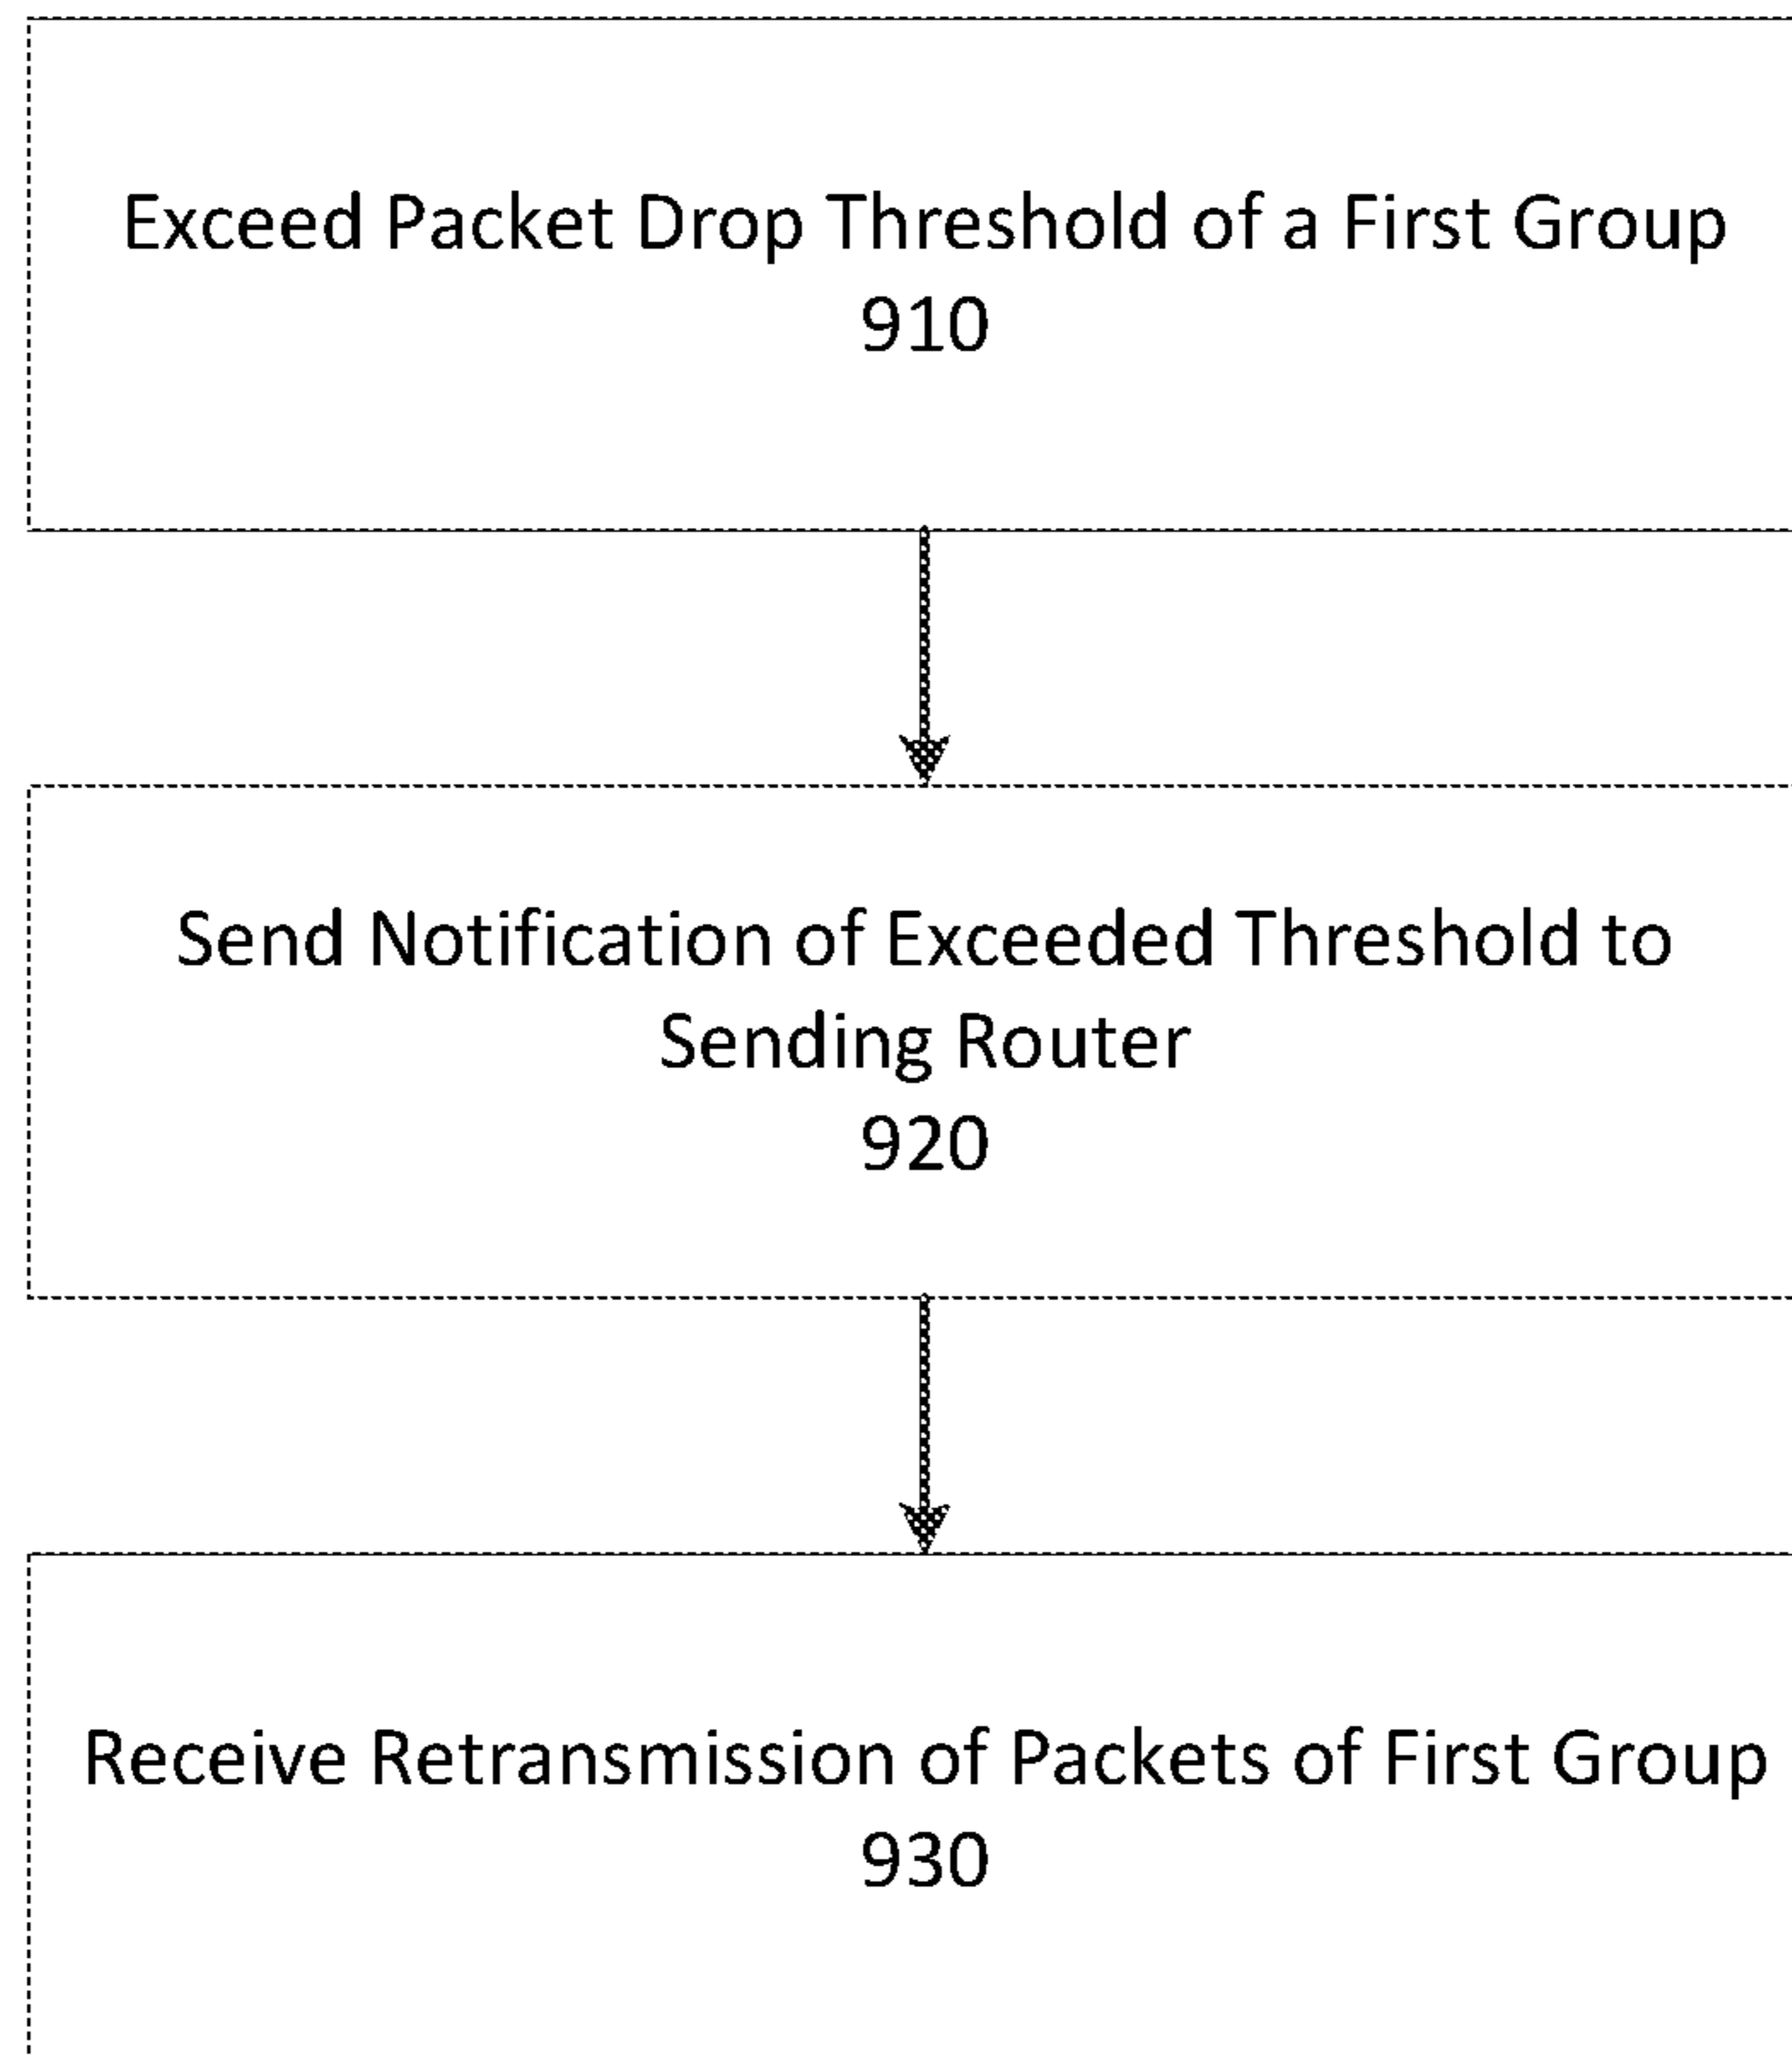 Exceed Packet Drop Threshold of a First Group
910
Send Notification of Exceeded Threshold to
Sending Router
920
Receive Retransmission of Packets of First Group
930